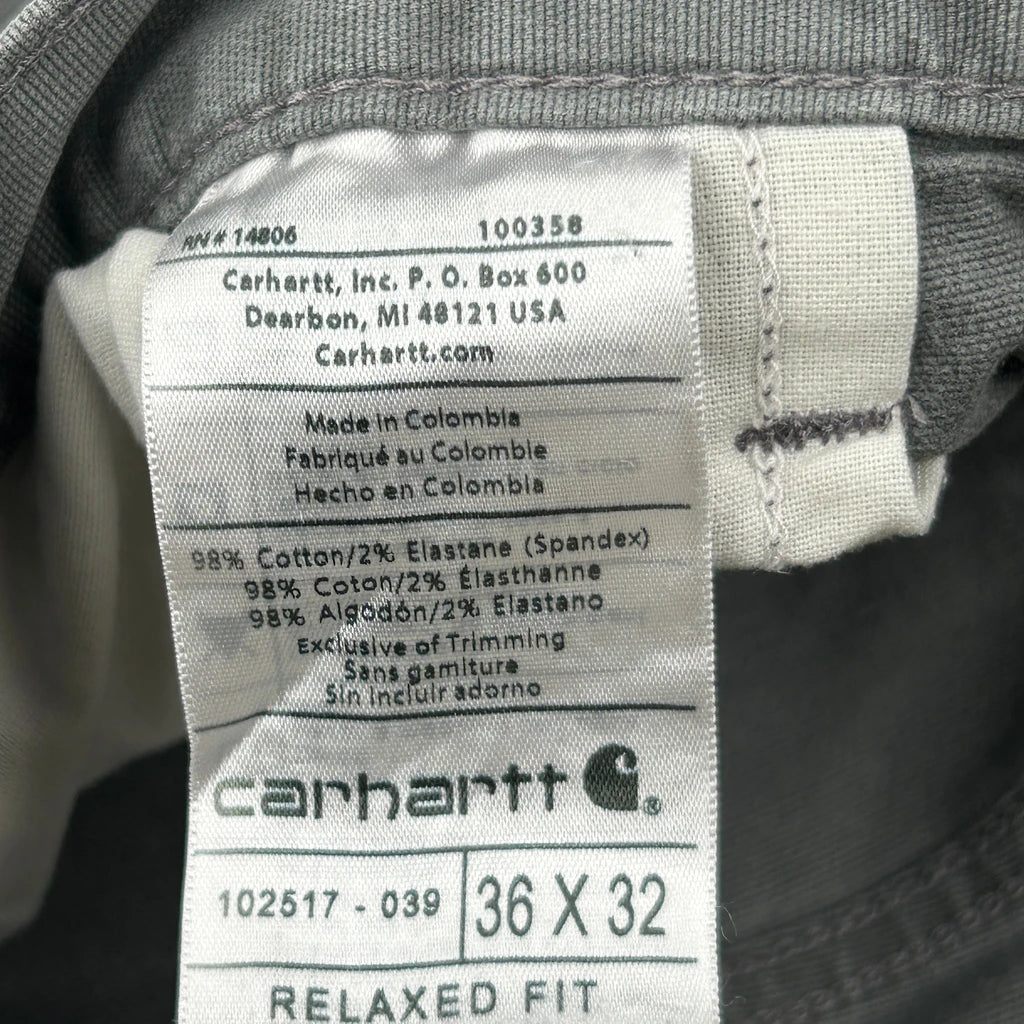 RN# 14806 100358
Carhartt, Inc. P. O. Box 600
Dearbon, MI 48121 USA
Carhartt.com
Made in Colombia
Fabriqué au Colombie
Hecho en Colombia
98% Cotton/2% Elastane (Spandex)
98% Coton/2% Élasthanne
98% Algodón/2% Elastano
Exclusive of Trimming
Sans garniture
Sin incluir adorno
carhartt ®
102517 - 039 36 X 32
RELAXED FIT